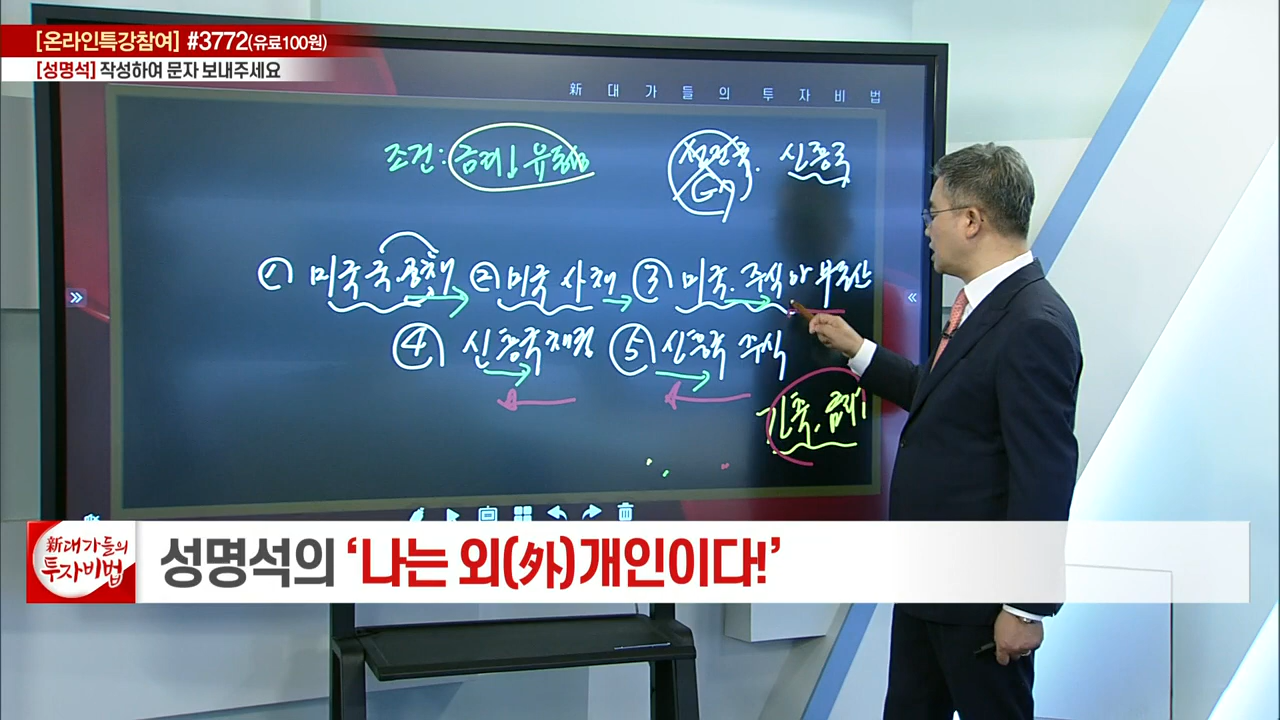 [온라인특강참여] #3772(유료100원)
[성명석] 작성하여 문자 보내주세요
新 대가들의 투자비법
조건: 금리↓ 유동성
선진국. 신흥국
① 미국 국공채 → ② 미국 사채 → ③ 미국. 주식 → 부동산
④ 신흥국 채권 ⑤ 신흥국 주식
긴축. 금리↑
新대가들의
투자비법
성명석의 ‘나는 외(外)개인이다!’